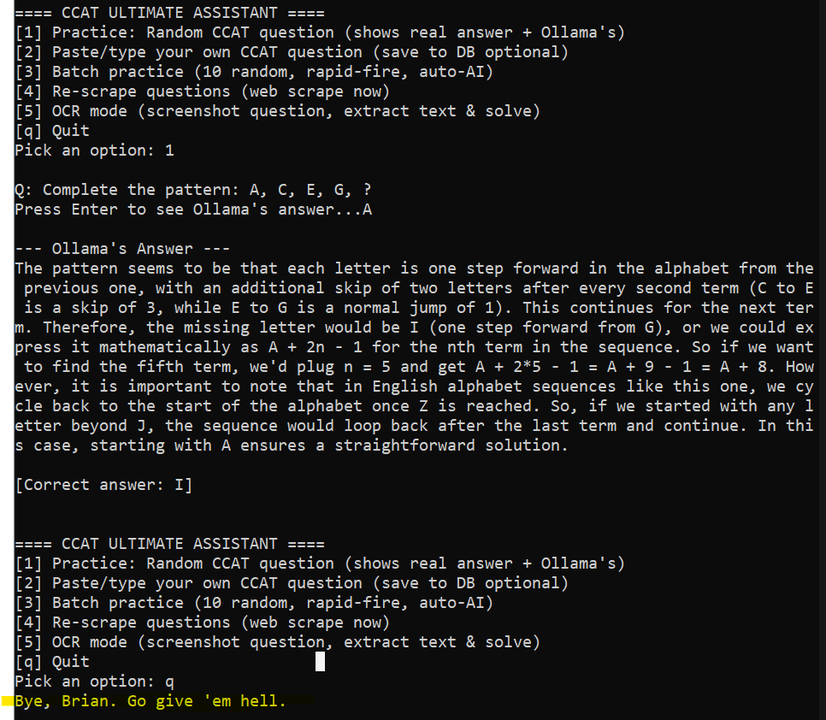 ==== CCAT ULTIMATE ASSISTANT ====
[1] Practice: Random CCAT question (shows real answer + Ollama's)
[2] Paste/type your own CCAT question (save to DB optional)
[3] Batch practice (10 random, rapid-fire, auto-AI)
[4] Re-scrape questions (web scrape now)
[5] OCR mode (screenshot question, extract text & solve)
[q] Quit
Pick an option: 1
Q: Complete the pattern: A, C, E, G, ?
Press Enter to see Ollama's answer...A
--- Ollama's Answer ---
The pattern seems to be that each letter is one step forward in the alphabet from the
 previous one, with an additional skip of two letters after every second term (C to E
 is a skip of 3, while E to G is a normal jump of 1). This continues for the next ter
m. Therefore, the missing letter would be I (one step forward from G), or we could ex
press it mathematically as A + 2n - 1 for the nth term in the sequence. So if we want
 to find the fifth term, we'd plug n = 5 and get A + 2*5 - 1 = A + 9 - 1 = A + 8. How
ever, it is important to note that in English alphabet sequences like this one, we cy
cle back to the start of the alphabet once Z is reached. So, if we started with any l
etter beyond J, the sequence would loop back after the last term and continue. In thi
s case, starting with A ensures a straightforward solution.
[Correct answer: I]
==== CCAT ULTIMATE ASSISTANT ====
[1] Practice: Random CCAT question (shows real answer + Ollama's)
[2] Paste/type your own CCAT question (save to DB optional)
[3] Batch practice (10 random, rapid-fire, auto-AI)
[4] Re-scrape questions (web scrape now)
[5] OCR mode (screenshot question, extract text & solve)
[q] Quit
Pick an option: q
Bye, Brian. Go give 'em hell.